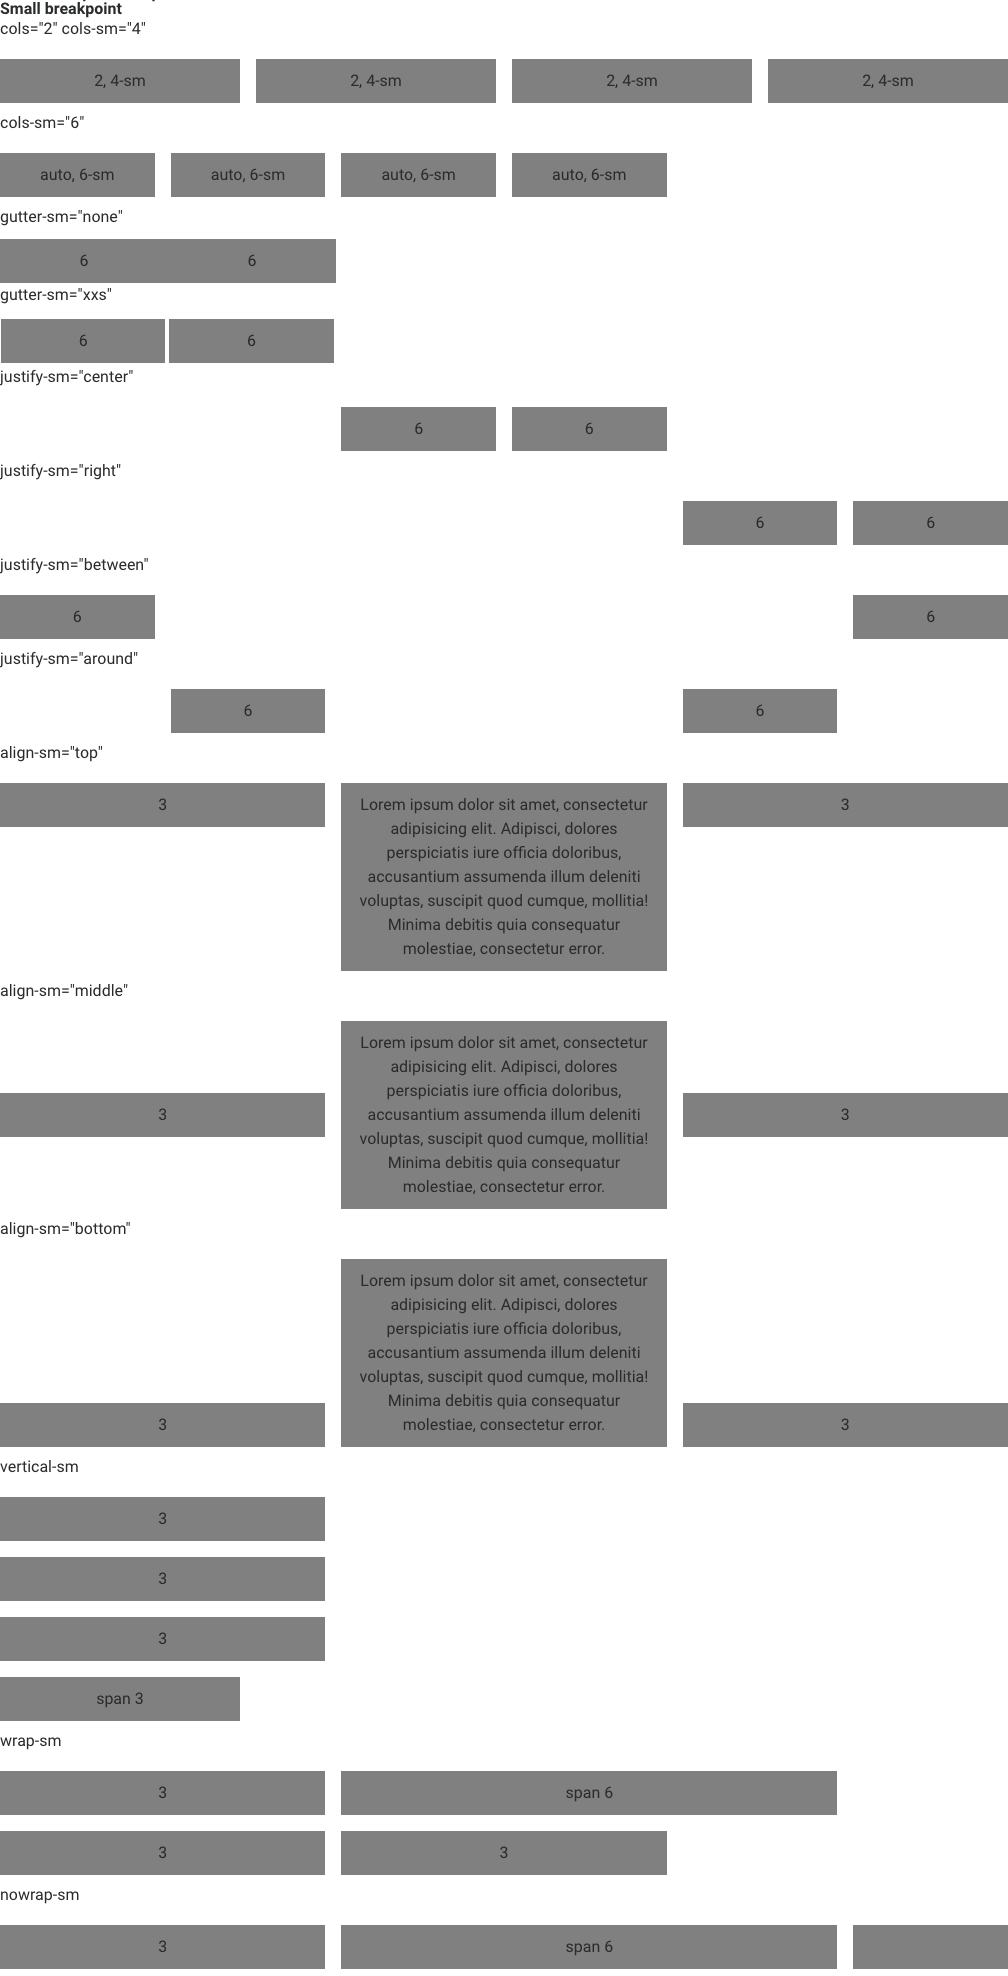 Small breakpoint
cols="2" cols-sm="4"
2, 4-sm 2, 4-sm 2, 4-sm 2, 4-sm
cols-sm="6"
auto, 6-sm auto, 6-sm auto, 6-sm auto, 6-sm
gutter-sm="none"
6 6
gutter-sm="xxs"
6 6
justify-sm="center"
6 6
justify-sm="right"
6 6
justify-sm="between"
6 6
justify-sm="around"
6 6
align-sm="top"
3
Lorem ipsum dolor sit amet, consectetur
adipisicing elit. Adipisci, dolores
perspiciatis iure officia doloribus,
accusantium assumenda illum deleniti
voluptas, suscipit quod cumque, mollitia!
Minima debitis quia consequatur
molestiae, consectetur error.
3
align-sm="middle"
3
Lorem ipsum dolor sit amet, consectetur
adipisicing elit. Adipisci, dolores
perspiciatis iure officia doloribus,
accusantium assumenda illum deleniti
voluptas, suscipit quod cumque, mollitia!
Minima debitis quia consequatur
molestiae, consectetur error.
3
align-sm="bottom"
3
Lorem ipsum dolor sit amet, consectetur
adipisicing elit. Adipisci, dolores
perspiciatis iure officia doloribus,
accusantium assumenda illum deleniti
voluptas, suscipit quod cumque, mollitia!
Minima debitis quia consequatur
molestiae, consectetur error.
3
vertical-sm
3
3
3
span 3
wrap-sm
3 span 6
3 3
nowrap-sm
3 span 6